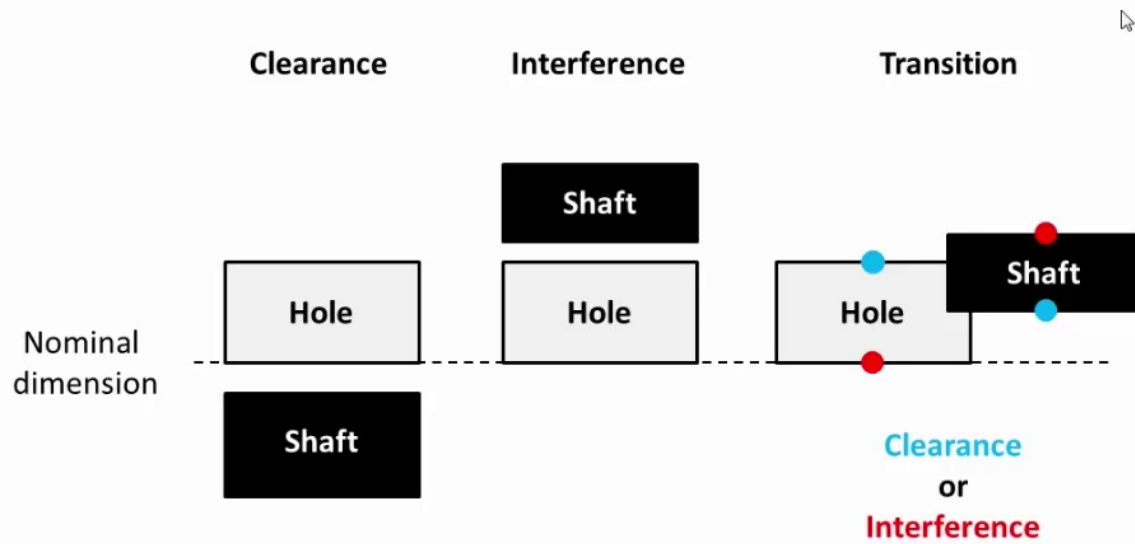 Clearance
Interference
Transition
Shaft
Hole
Hole
Hole
Shaft
Nominal
dimension
Shaft
Clearance
or
Interference